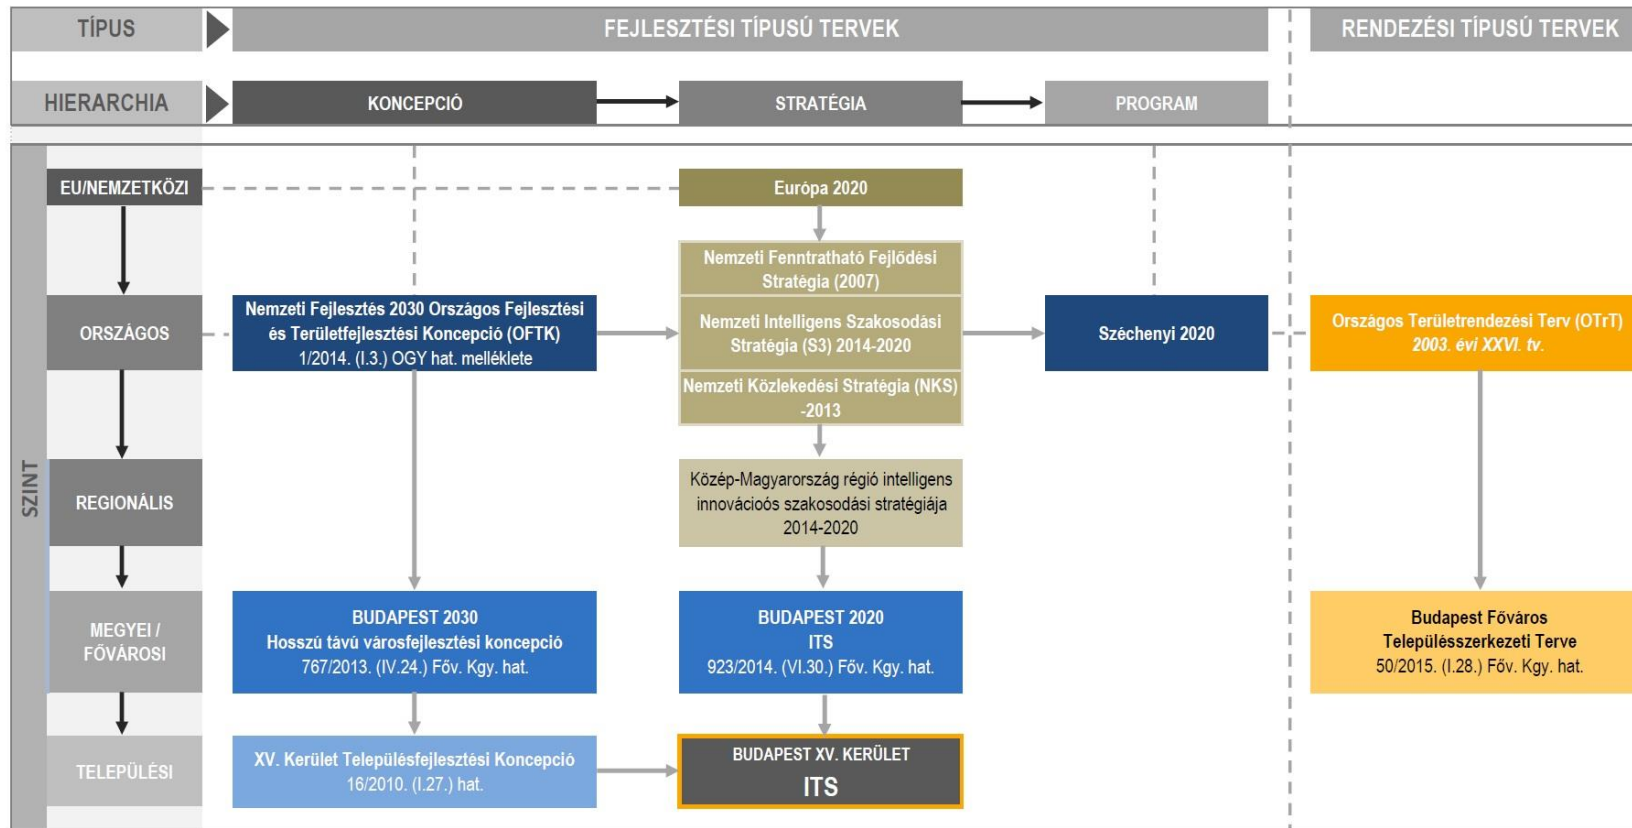 TÍPUS
FEJLESZTÉSI TÍPUSÚ TERVEK
RENDEZÉSI TÍPUSÚ TERVEK
HIERARCHIA
KONCEPCIÓ
STRATÉGIA
PROGRAM
SZINT
EU/NEMZETKÖZI
Európa 2020
Nemzeti Fenntratható Fejlődési
Stratégia (2007)
ORSZÁGOS
Nemzeti Fejlesztés 2030 Országos Fejlesztési
és Területfejlesztési Koncepció (OFTK)
1/2014. (I.3.) OGY hat. melléklete
Nemzeti Intelligens Szakosodási
Stratégia (S3) 2014-2020
Széchenyi 2020
Országos Területrendezési Terv (OTrT)
2003. évi XXVI. tv.
Nemzeti Közlekedési Stratégia (NKS)
-2013
REGIONÁLIS
Közép-Magyarország régió intelligens
innovációós szakosodási stratégiája
2014-2020
MEGYEI /
FŐVÁROSI
BUDAPEST 2030
Hosszú távú városfejlesztési koncepció
767/2013. (IV.24.) Föv. Kgy. hat.
BUDAPEST 2020
ITS
923/2014. (VI.30.) Föv. Kgy. hat.
Budapest Főváros
Településszerkezeti Terve
50/2015. (I.28.) Föv. Kgy. hat.
TELEPÜLÉSI
XV. Kerület Településfejlesztési Koncepció
16/2010. (I.27.) hat.
BUDAPEST XV. KERÜLET
ITS